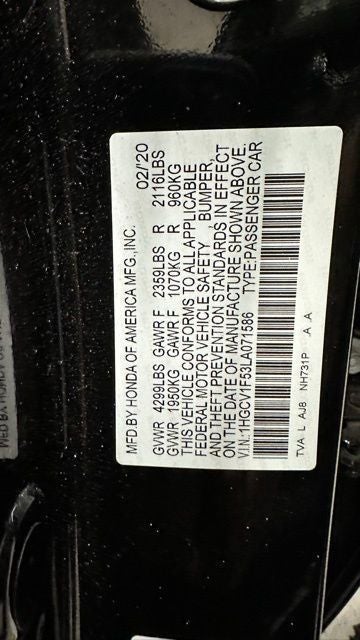 MFD.BY HONDA OF AMERICA MFG.,INC. 02/'20
GVWR 4299LBS GAWR F 2359LBS R 2116LBS
GVWR 1950KG GAWR F 1070KG R 960KG
THIS VEHICLE CONFORMS TO ALL APPLICABLE
FEDERAL MOTOR VEHICLE SAFETY, BUMPER,
AND THEFT PREVENTION STANDARDS IN EFFECT
ON THE DATE OF MANUFACTURE SHOWN ABOVE.
V.I.N.:1HGCV1F53LA071586 TYPE:PASSENGER CAR
TVA L AJ8 NH731P A A